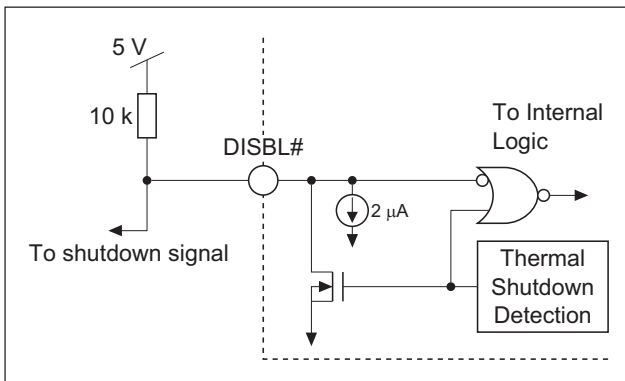 5 V
10 k
DISBL#
To Internal
Logic
2 μA
To shutdown signal
Thermal
Shutdown
Detection